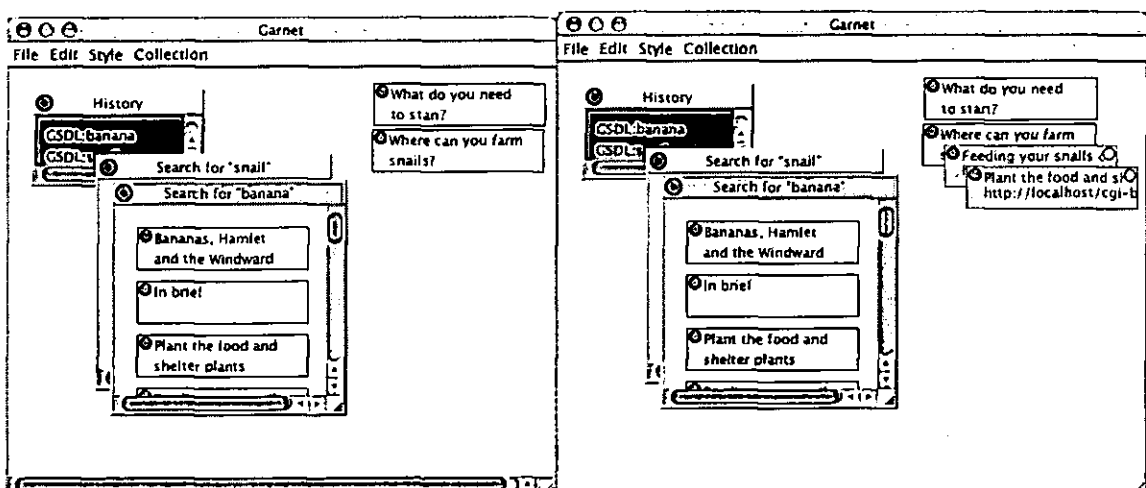 Garnet
File Edit Style Collection
History
GSDL:banana
Search for "snail"
Search for "banana"
Bananas, Hamlet
and the Windward
In brief
Plant the food and
shelter plants
What do you need
to start?
Where can you farm
snails?
Garnet
File Edit Style Collection
History
GSDL:banana
Search for "snail"
Search for "banana"
Bananas, Hamlet
and the Windward
In brief
Plant the food and
shelter plants
What do you need
to start?
Where can you farm
Feeding your snails
Plant the food and
http://localhost/cgi-b